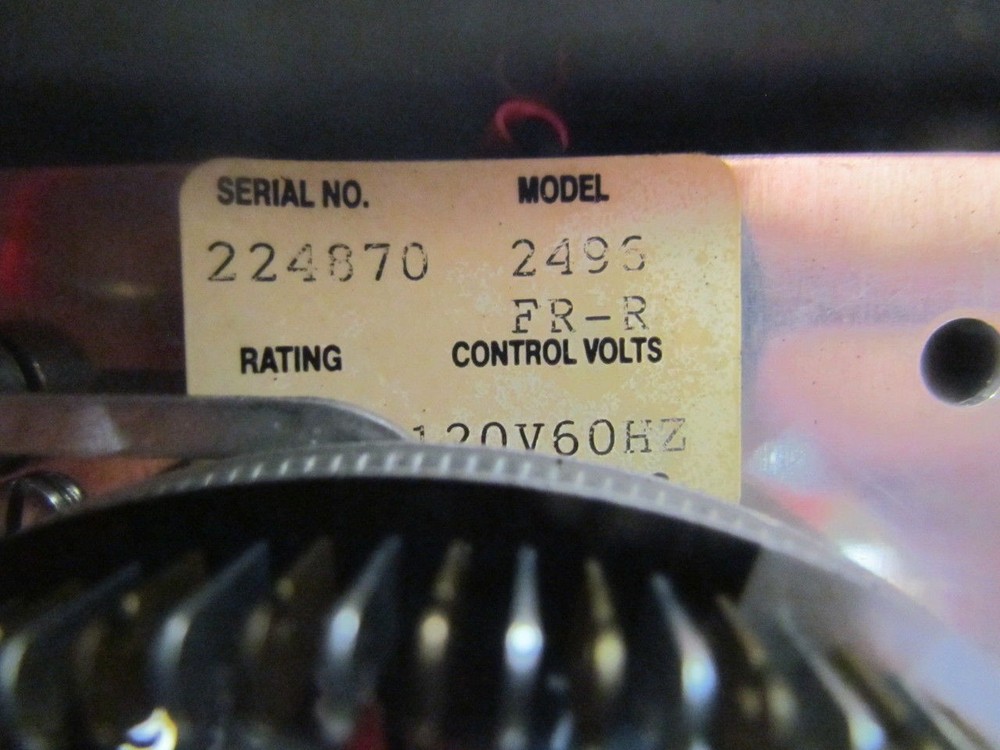 SERIAL NO. MODEL
224870 2496
FR-R
RATING CONTROL VOLTS
120V60HZ